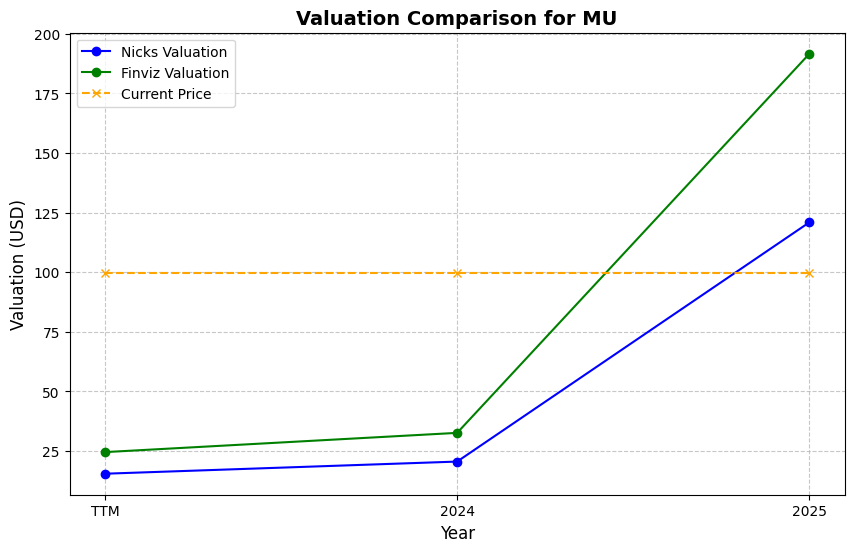 Valuation Comparison for MU
Nicks Valuation
Finviz Valuation
Current Price
Valuation (USD)
200
175
150
125
100
75
50
25
TTM
2024
2025
Year